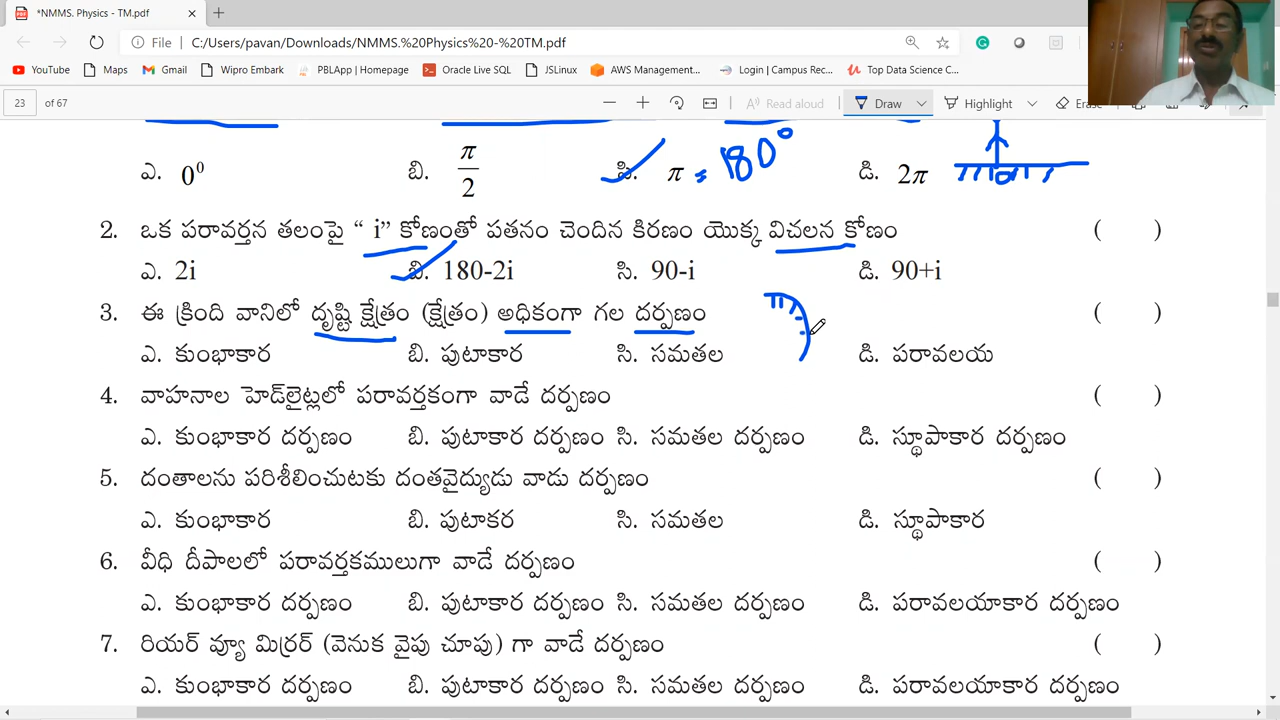 *NMMS. Physics - TM.pdf
File C:/Users/pavan/Downloads/NMMS.%20Physics%20-%20TM.pdf
YouTube Maps Gmail Wipro Embark PBLApp | Homepage Oracle Live SQL JSLinux AWS Management... Login | Campus Rec... Top Data Science C...
23 of 67 Read aloud Draw Highlight Erase
ఎ. 0⁰ బి. π/2 సి. π = 180° డి. 2π
2. ఒక పరావర్తన తలంపై “ i” కోణంతో పతనం చెందిన కిరణం యొక్క విచలన కోణం ( )
ఎ. 2i బి. 180-2i సి. 90-i డి. 90+i
3. ఈ క్రింది వానిలో దృష్టి క్షేత్రం (క్షేత్రం) అధికంగా గల దర్పణం ( )
ఎ. కుంభాకార బి. పుటాకార సి. సమతల డి. పరావలయ
4. వాహనాల హెడ్‌లైట్లలో పరావర్తకంగా వాడే దర్పణం ( )
ఎ. కుంభాకార దర్పణం బి. పుటాకార దర్పణం సి. సమతల దర్పణం డి. స్థూపాకార దర్పణం
5. దంతాలను పరిశీలించుటకు దంతవైద్యుడు వాడు దర్పణం ( )
ఎ. కుంభాకార బి. పుటాకర సి. సమతల డి. స్థూపాకార
6. వీధి దీపాలలో పరావర్తకములుగా వాడే దర్పణం ( )
ఎ. కుంభాకార దర్పణం బి. పుటాకార దర్పణం సి. సమతల దర్పణం డి. పరావలయాకార దర్పణం
7. రియర్ వ్యూ మిర్రర్ (వెనుక వైపు చూపు) గా వాడే దర్పణం ( )
ఎ. కుంభాకార దర్పణం బి. పుటాకార దర్పణం సి. సమతల దర్పణం డి. పరావలయాకార దర్పణం